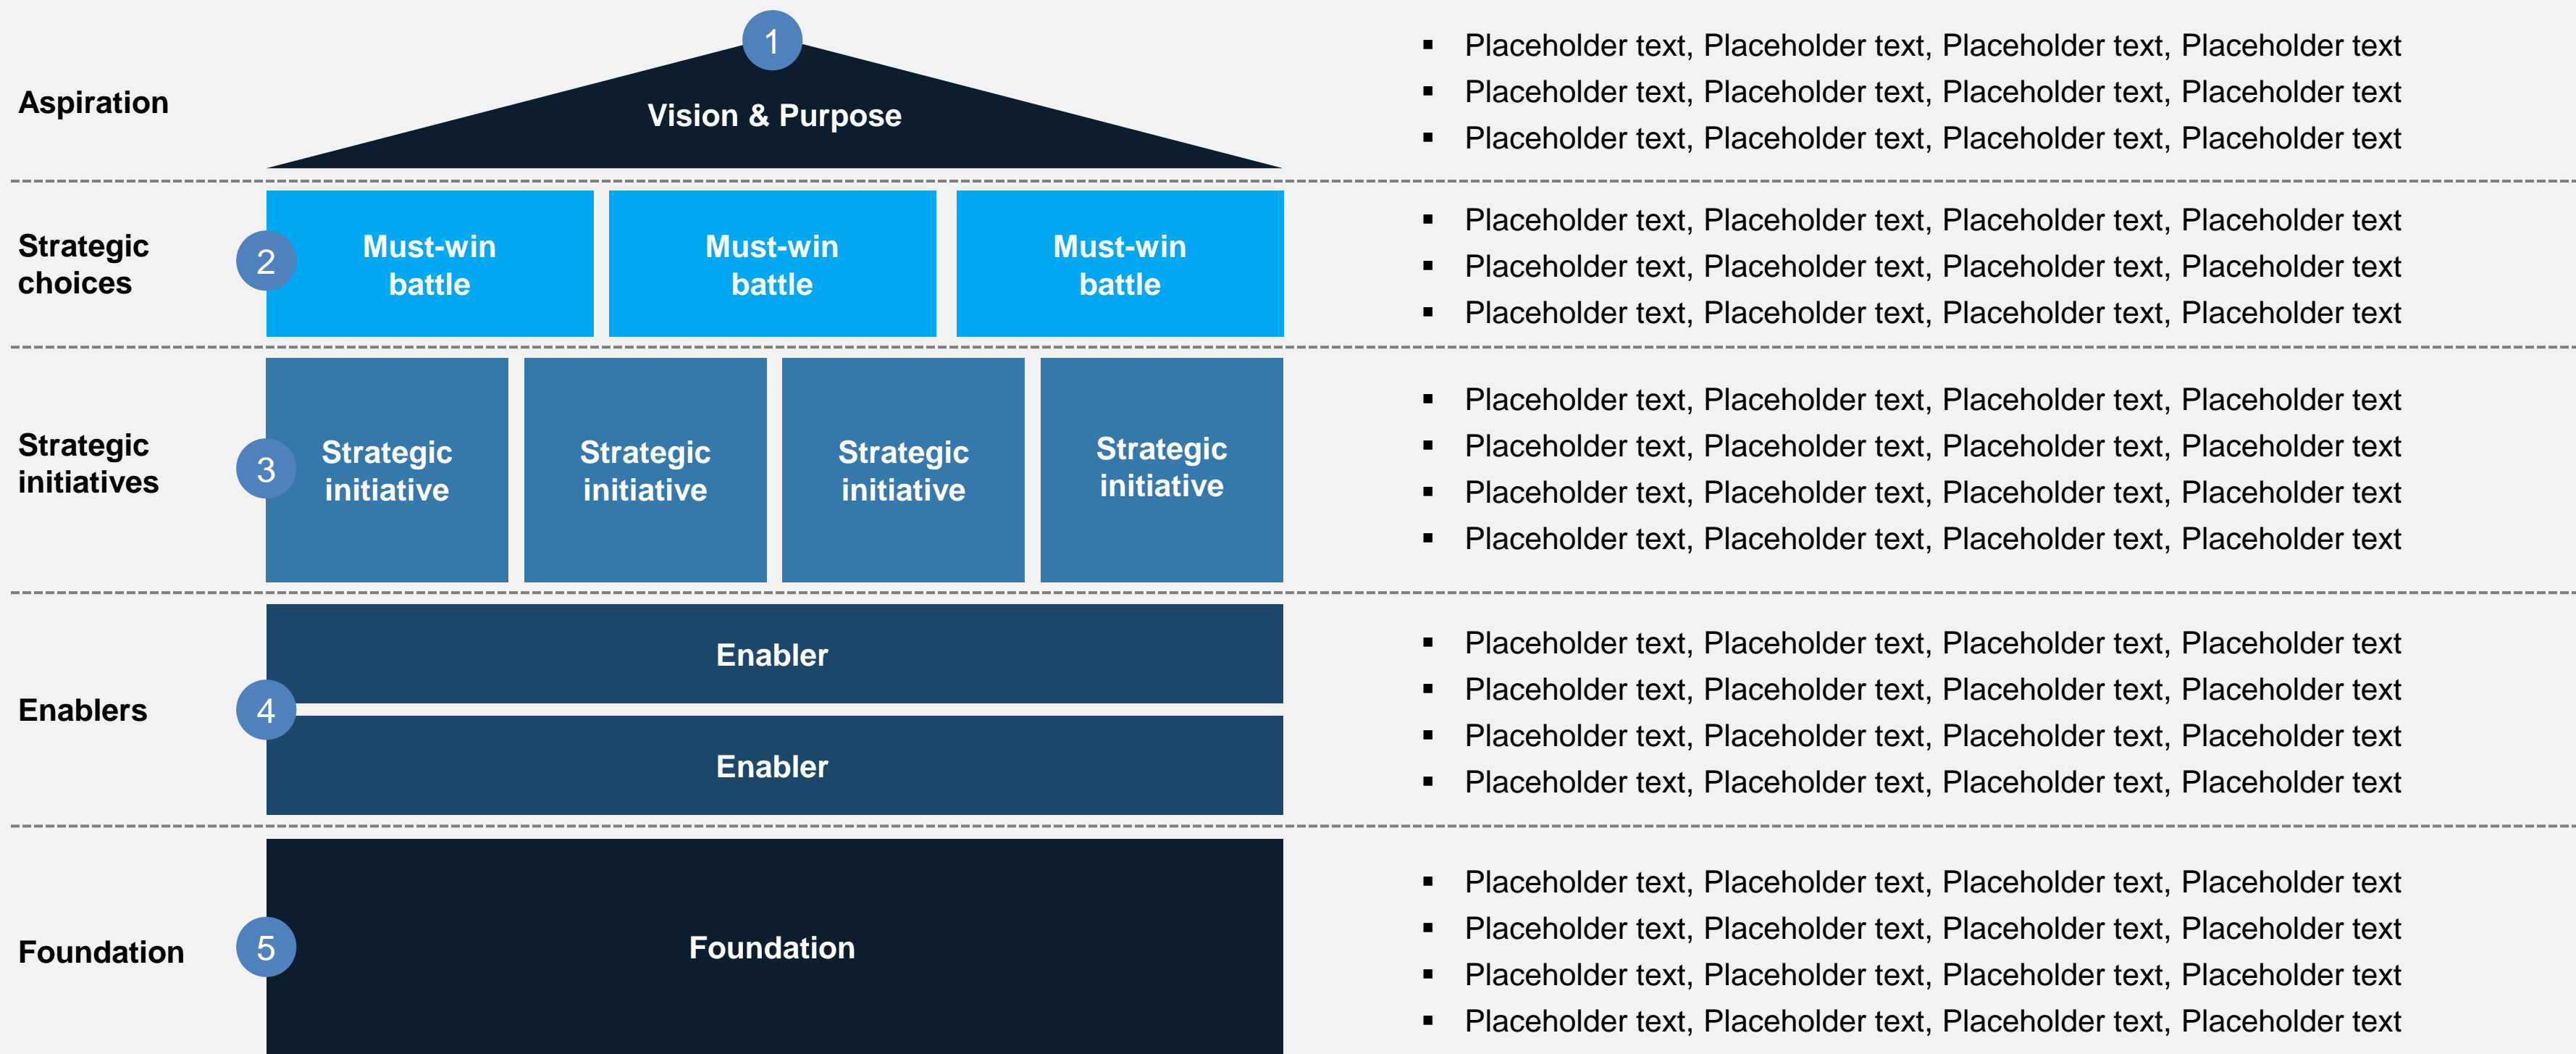 Aspiration
1
Vision & Purpose
▪ Placeholder text, Placeholder text, Placeholder text, Placeholder text
▪ Placeholder text, Placeholder text, Placeholder text, Placeholder text
▪ Placeholder text, Placeholder text, Placeholder text, Placeholder text
Strategic
choices
2
Must-win
battle
Must-win
battle
Must-win
battle
▪ Placeholder text, Placeholder text, Placeholder text, Placeholder text
▪ Placeholder text, Placeholder text, Placeholder text, Placeholder text
▪ Placeholder text, Placeholder text, Placeholder text, Placeholder text
Strategic
initiatives
3
Strategic
initiative
Strategic
initiative
Strategic
initiative
Strategic
initiative
▪ Placeholder text, Placeholder text, Placeholder text, Placeholder text
▪ Placeholder text, Placeholder text, Placeholder text, Placeholder text
▪ Placeholder text, Placeholder text, Placeholder text, Placeholder text
▪ Placeholder text, Placeholder text, Placeholder text, Placeholder text
Enablers
4
Enabler
Enabler
▪ Placeholder text, Placeholder text, Placeholder text, Placeholder text
▪ Placeholder text, Placeholder text, Placeholder text, Placeholder text
▪ Placeholder text, Placeholder text, Placeholder text, Placeholder text
▪ Placeholder text, Placeholder text, Placeholder text, Placeholder text
Foundation
5
Foundation
▪ Placeholder text, Placeholder text, Placeholder text, Placeholder text
▪ Placeholder text, Placeholder text, Placeholder text, Placeholder text
▪ Placeholder text, Placeholder text, Placeholder text, Placeholder text
▪ Placeholder text, Placeholder text, Placeholder text, Placeholder text